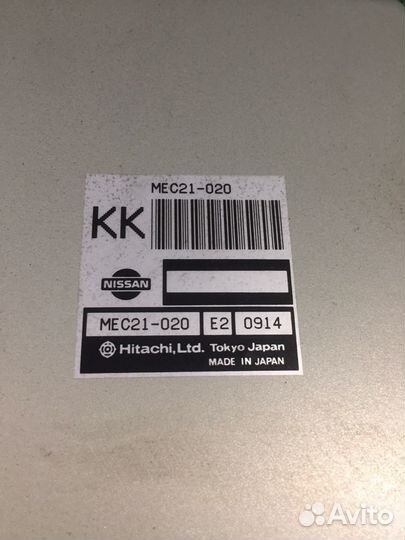 MEC21-020
KK
NISSAN
MEC21-020 E2 0914
Hitachi, Ltd. Tokyo Japan
MADE IN JAPAN
Avito